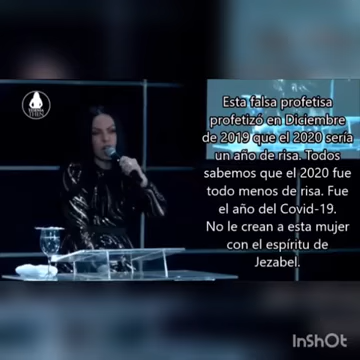 Esta falsa profetisa
profetizó en Diciembre
de 2019 que el 2020 sería
un año de risa. Todos
sabemos que el 2020 fue
todo menos de risa. Fue
el año del Covid-19.
No le crean a esta mujer
con el espíritu de
Jezabel.
InShOt